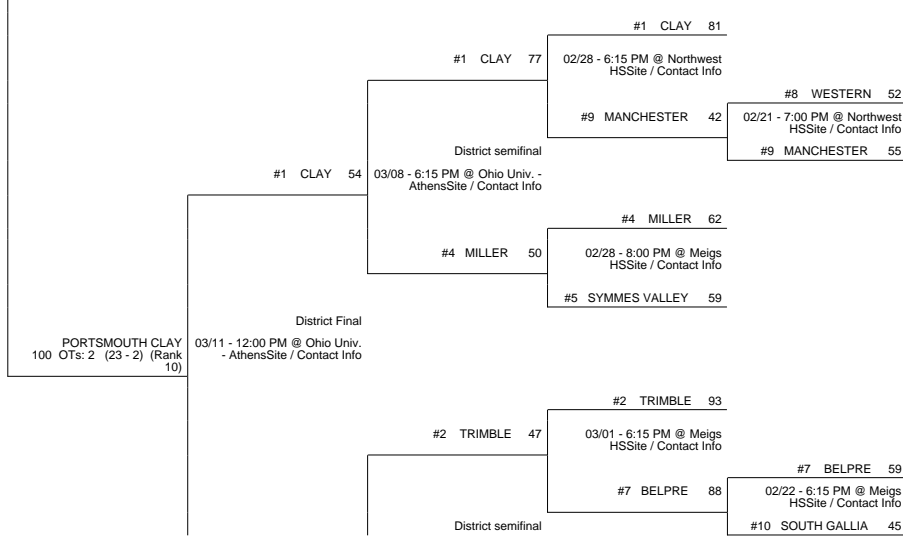 #1 CLAY 81
#1 CLAY 77
02/28 - 6:15 PM @ Northwest
HSSite / Contact Info
#8 WESTERN 52
#9 MANCHESTER 42
02/21 - 7:00 PM @ Northwest
HSSite / Contact Info
District semifinal
#9 MANCHESTER 55
#1 CLAY 54
03/08 - 6:15 PM @ Ohio Univ. -
AthensSite / Contact Info
#4 MILLER 62
#4 MILLER 50
02/28 - 8:00 PM @ Meigs
HSSite / Contact Info
#5 SYMMES VALLEY 59
District Final
PORTSMOUTH CLAY
100 OTs: 2 (23 - 2) (Rank
10)
03/11 - 12:00 PM @ Ohio Univ.
- AthensSite / Contact Info
#2 TRIMBLE 93
#2 TRIMBLE 47
03/01 - 6:15 PM @ Meigs
HSSite / Contact Info
#7 BELPRE 59
#7 BELPRE 88
02/22 - 6:15 PM @ Meigs
HSSite / Contact Info
District semifinal
#10 SOUTH GALLIA 45